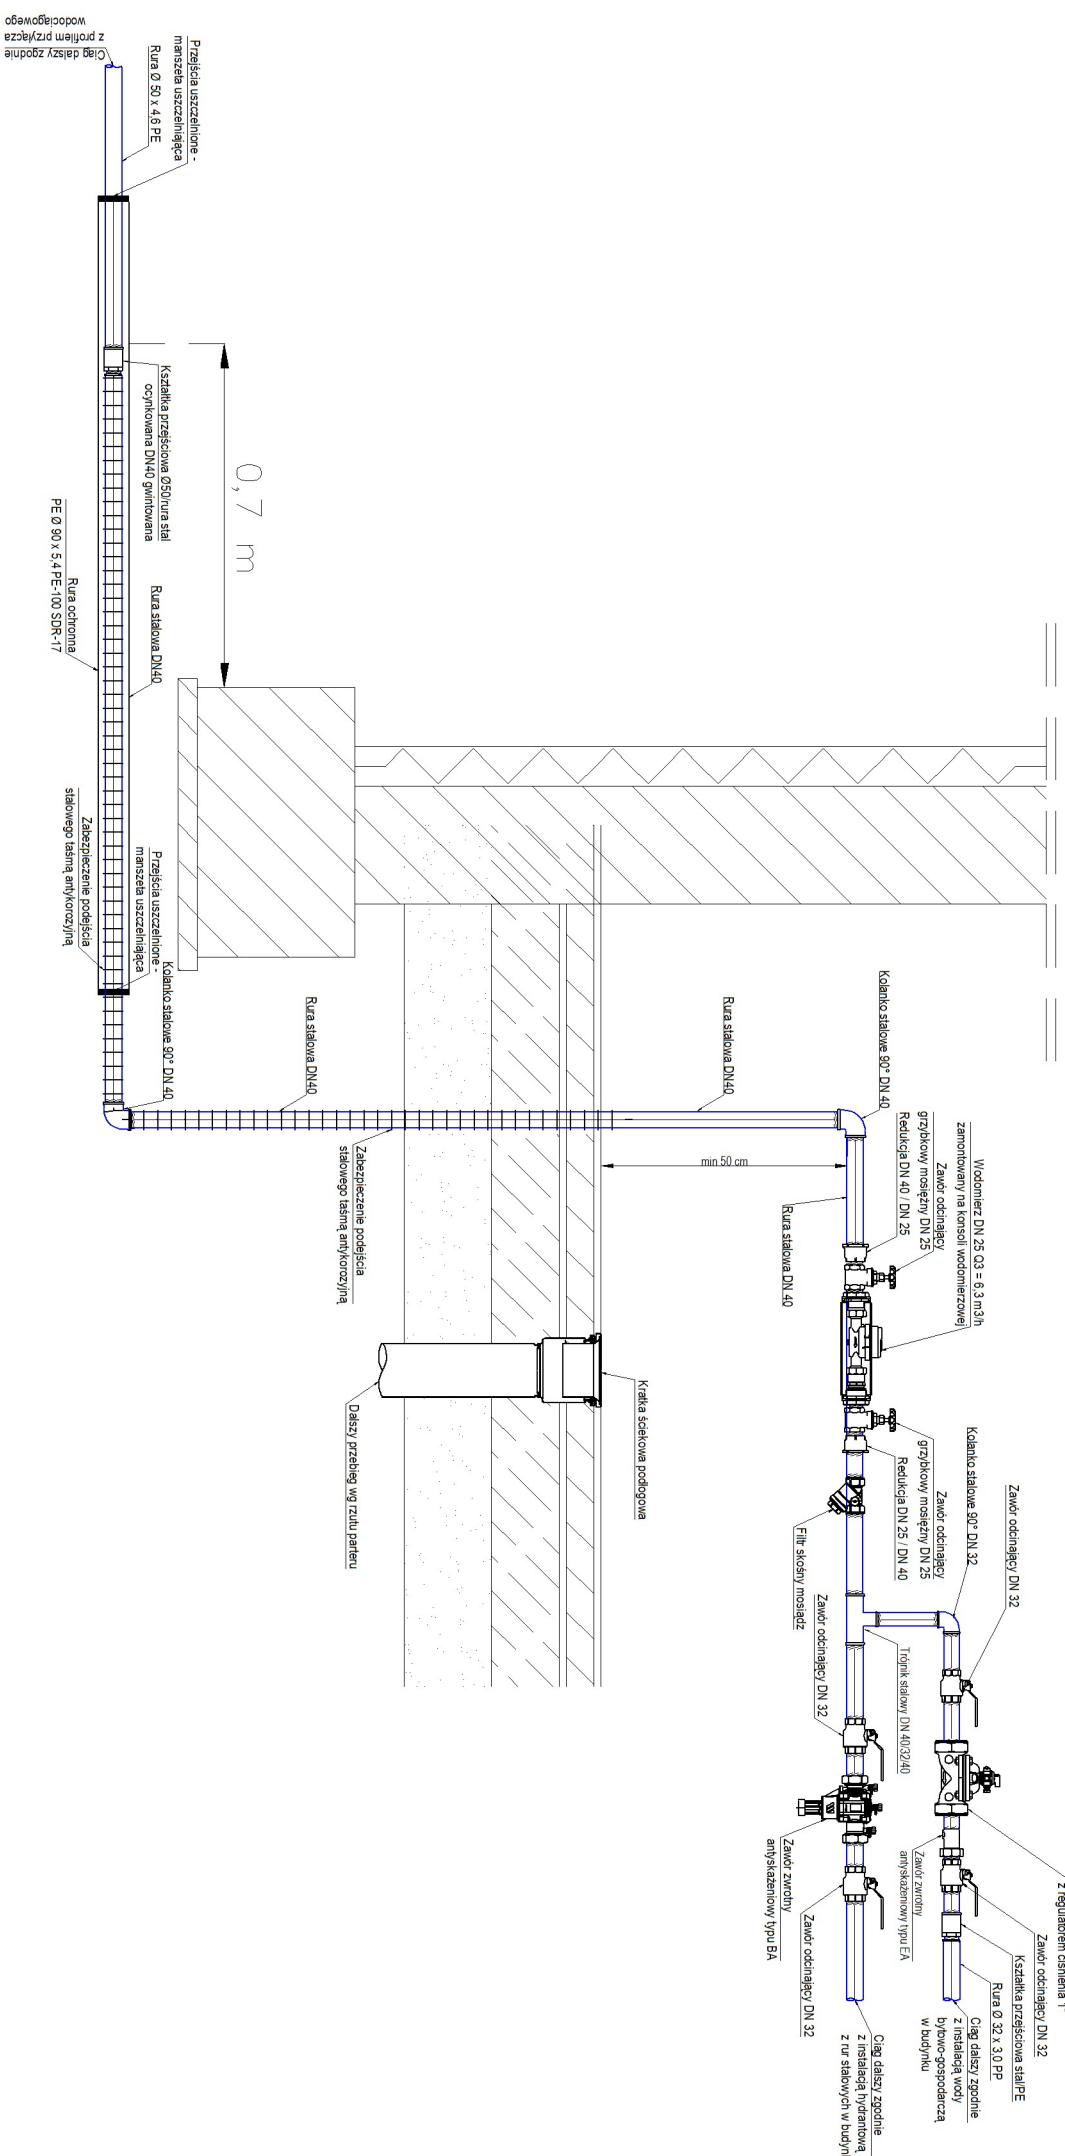 Ciąg dalszy zgodnie
z profilem przyłącza
wodociągowego
Rura Ø 50 x 4,6 PE
Przejścia uszczelnione -
manszeta uszczelniająca
Kształtka przejściowa Ø50/rura stal
ocynkowana DN40 gwintowana
0,7 m
Rura ochronna
PE Ø 90 x 5,4 PE-100 SDR-17
Rura stalowa DN40
Zabezpieczenie podejścia
stalowego taśmą antykorozyjną
Przejścia uszczelnione -
manszeta uszczelniająca
Kolanko stalowe 90° DN 40
Rura stalowa DN40
Zabezpieczenie podejścia
stalowego taśmą antykorozyjną
Rura stalowa DN40
min 50 cm
Kolanko stalowe 90° DN 40
Rura stalowa DN 40
Redukcja DN 40 / DN 25
Zawór odcinający
grzybkowy mosiężny DN 25
Wodomierz DN 25 Q3 = 6,3 m3/h
zamontowany na konsoli wodomierzowej
Kratka ściekowa podłogowa
Dalszy przebieg wg rzutu parteru
Zawór odcinający
grzybkowy mosiężny DN 25
Redukcja DN 25 / DN 40
Filtr skośny mosiądz
Kolanko stalowe 90° DN 32
Zawór odcinający DN 32
Trójnik stalowy DN 40/32/40
Zawór odcinający DN 32
Zawór zwrotny
antyskażeniowy typu BA
Zawór odcinający DN 32
Zawór zwrotny
antyskażeniowy typu EA
z regulatorem ciśnienia 1"
Zawór odcinający DN 32
Kształtka przejściowa stal/PE
Rura Ø 32 x 3,0 PP
Ciąg dalszy zgodnie
z instalacją wody
bytowo-gospodarczą
w budynku
Ciąg dalszy zgodnie
z instalacją hydrantową
z rur stalowych w budyn